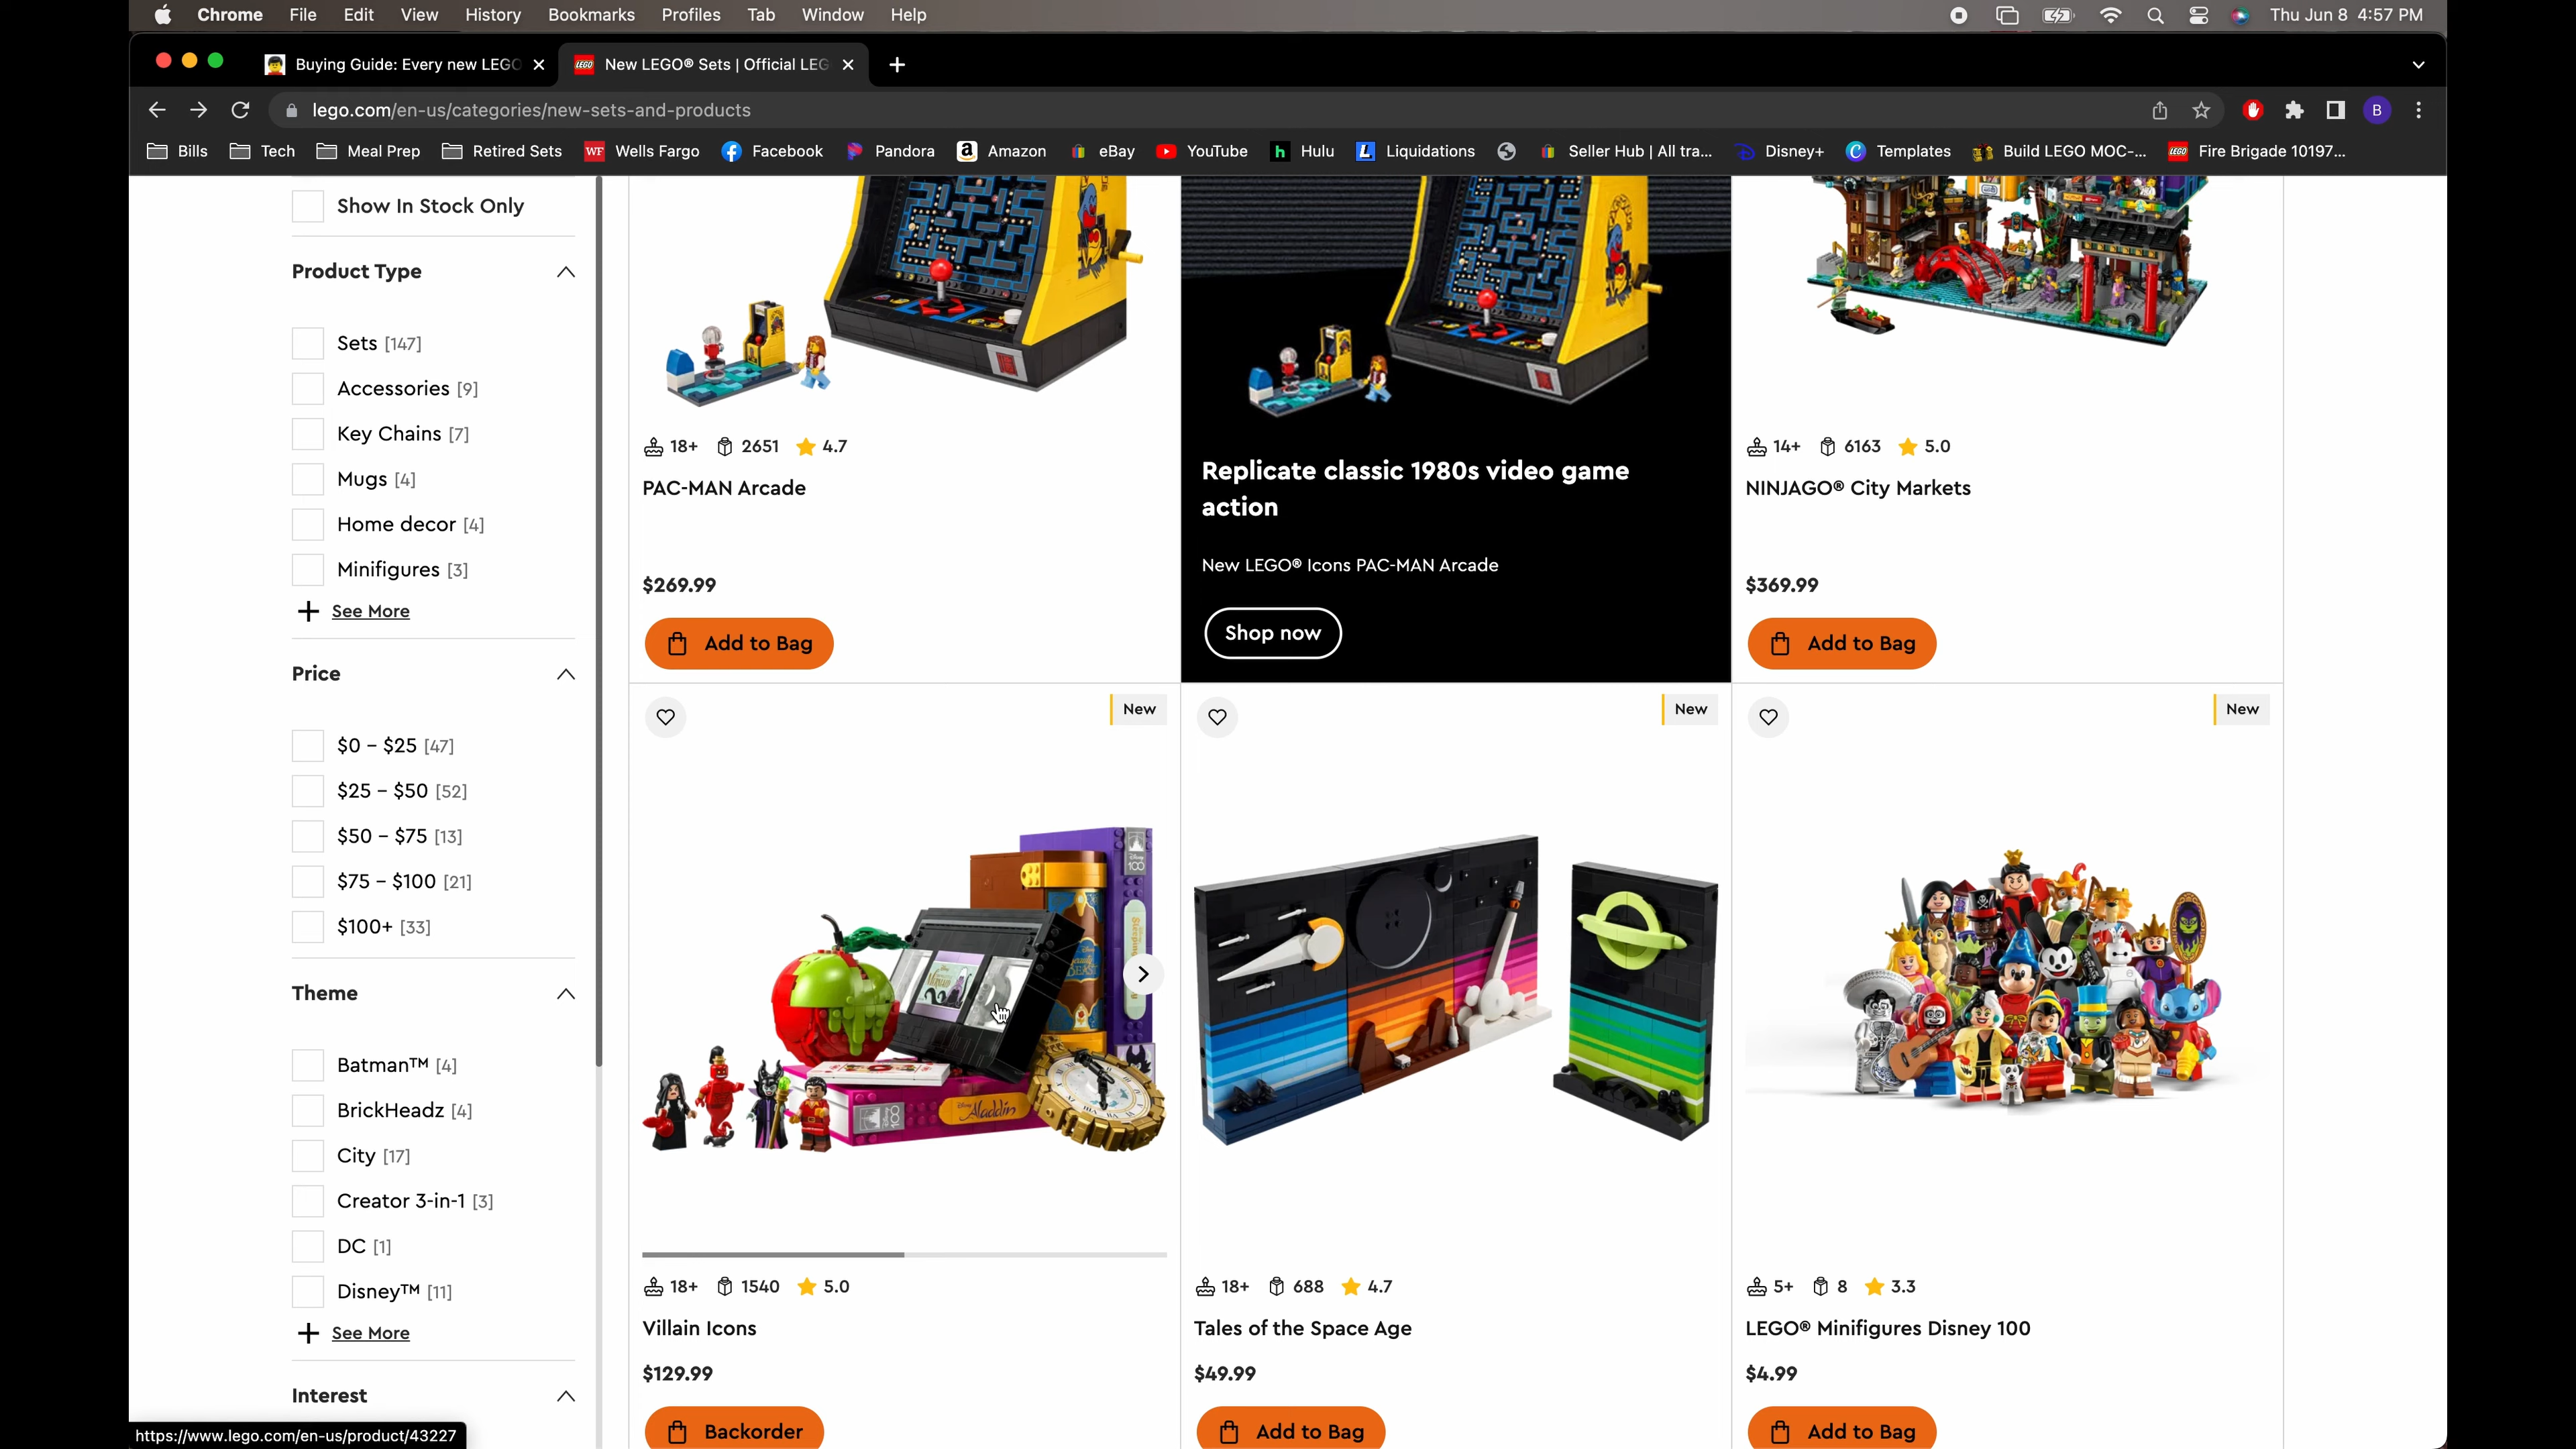 Chrome File Edit View History Bookmarks Profiles Tab Window Help Thu Jun 8 4:57 PM
Buying Guide: Every new LEGO
New LEGO® Sets | Official LEG
lego.com/en-us/categories/new-sets-and-products
B
Bills Tech Meal Prep Retired Sets Wells Fargo Facebook Pandora Amazon eBay YouTube Hulu Liquidations Seller Hub | All tra... Disney+ Templates Build LEGO MOC-... Fire Brigade 10197...
Show In Stock Only
Product Type
Sets [147]
Accessories [9]
Key Chains [7]
Mugs [4]
Home decor [4]
Minifigures [3]
See More
Price
$0 – $25 [47]
$25 – $50 [52]
$50 – $75 [13]
$75 – $100 [21]
$100+ [33]
Theme
Batman™ [4]
BrickHeadz [4]
City [17]
Creator 3-in-1 [3]
DC [1]
Disney™ [11]
See More
Interest
18+ 2651 4.7
PAC-MAN Arcade
$269.99
Add to Bag
Replicate classic 1980s video game
action
New LEGO® Icons PAC-MAN Arcade
Shop now
14+ 6163 5.0
NINJAGO® City Markets
$369.99
Add to Bag
New
Aladdin
18+ 1540 5.0
Villain Icons
$129.99
Backorder
New
18+ 688 4.7
Tales of the Space Age
$49.99
Add to Bag
New
5+ 8 3.3
LEGO® Minifigures Disney 100
$4.99
Add to Bag
https://www.lego.com/en-us/product/43227